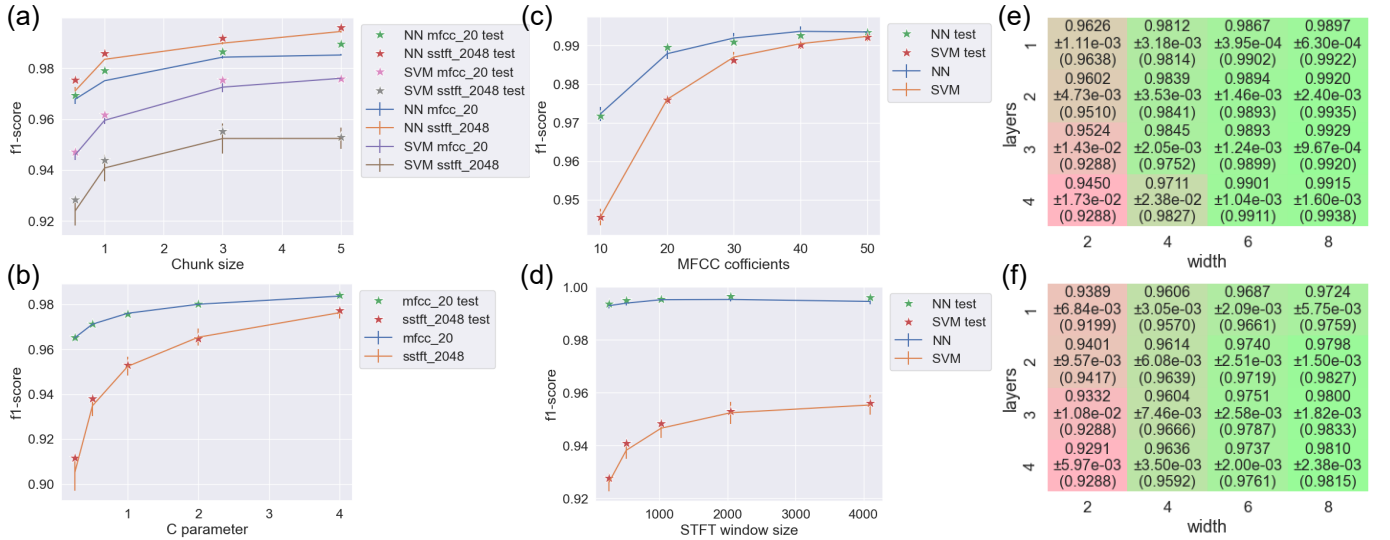 (a)
0.98
0.96
0.94
0.92
f1-score
1
2
3
4
5
Chunk size
NN mfcc_20 test
NN sstft_2048 test
SVM mfcc_20 test
SVM sstft_2048 test
NN mfcc_20
NN sstft_2048
SVM mfcc_20
SVM sstft_2048
(b)
0.98
0.96
0.94
0.92
0.90
f1-score
1
2
3
4
C parameter
mfcc_20 test
sstft_2048 test
mfcc_20
sstft_2048
(c)
0.99
0.98
0.97
0.96
0.95
f1-score
10
20
30
40
50
MFCC cofficients
NN test
SVM test
NN
SVM
(d)
1.00
0.98
0.96
0.94
0.92
f1-score
1000
2000
3000
4000
STFT window size
NN test
SVM test
NN
SVM
(e)
layers
1
0.9626 0.9812 0.9867 0.9897
±1.11e-03 ±3.18e-03 ±3.95e-04 ±6.30e-04
(0.9638) (0.9814) (0.9902) (0.9922)
2
0.9602 0.9839 0.9894 0.9920
±4.73e-03 ±3.53e-03 ±1.46e-03 ±2.40e-03
(0.9510) (0.9841) (0.9893) (0.9935)
3
0.9524 0.9845 0.9893 0.9929
±1.43e-02 ±2.05e-03 ±1.24e-03 ±9.67e-04
(0.9288) (0.9752) (0.9899) (0.9920)
4
0.9450 0.9711 0.9901 0.9915
±1.73e-02 ±2.38e-02 ±1.04e-03 ±1.60e-03
(0.9288) (0.9827) (0.9911) (0.9938)
2 4 6 8
width
(f)
layers
1
0.9389 0.9606 0.9687 0.9724
±6.84e-03 ±3.05e-03 ±2.09e-03 ±5.75e-03
(0.9199) (0.9570) (0.9661) (0.9759)
2
0.9401 0.9614 0.9740 0.9798
±9.57e-03 ±6.08e-03 ±2.51e-03 ±1.50e-03
(0.9417) (0.9639) (0.9719) (0.9827)
3
0.9332 0.9604 0.9751 0.9800
±1.08e-02 ±7.46e-03 ±2.58e-03 ±1.82e-03
(0.9288) (0.9666) (0.9787) (0.9833)
4
0.9291 0.9636 0.9737 0.9810
±5.97e-03 ±3.50e-03 ±2.00e-03 ±2.38e-03
(0.9288) (0.9592) (0.9761) (0.9815)
2 4 6 8
width